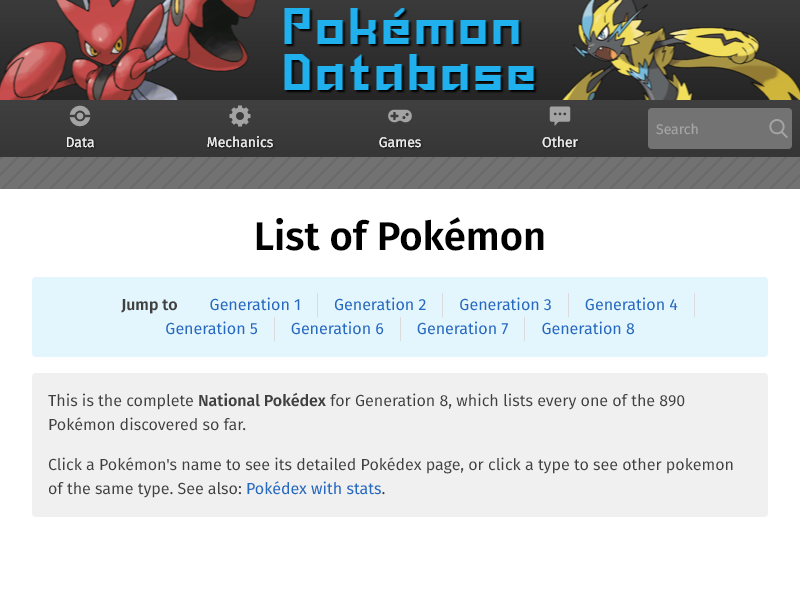 Pokémon
Database
Data
Mechanics
Games
Other
Search
List of Pokémon
Jump to Generation 1 Generation 2 Generation 3 Generation 4
Generation 5 Generation 6 Generation 7 Generation 8
This is the complete National Pokédex for Generation 8, which lists every one of the 890
Pokémon discovered so far.
Click a Pokémon's name to see its detailed Pokédex page, or click a type to see other pokemon
of the same type. See also: Pokédex with stats.